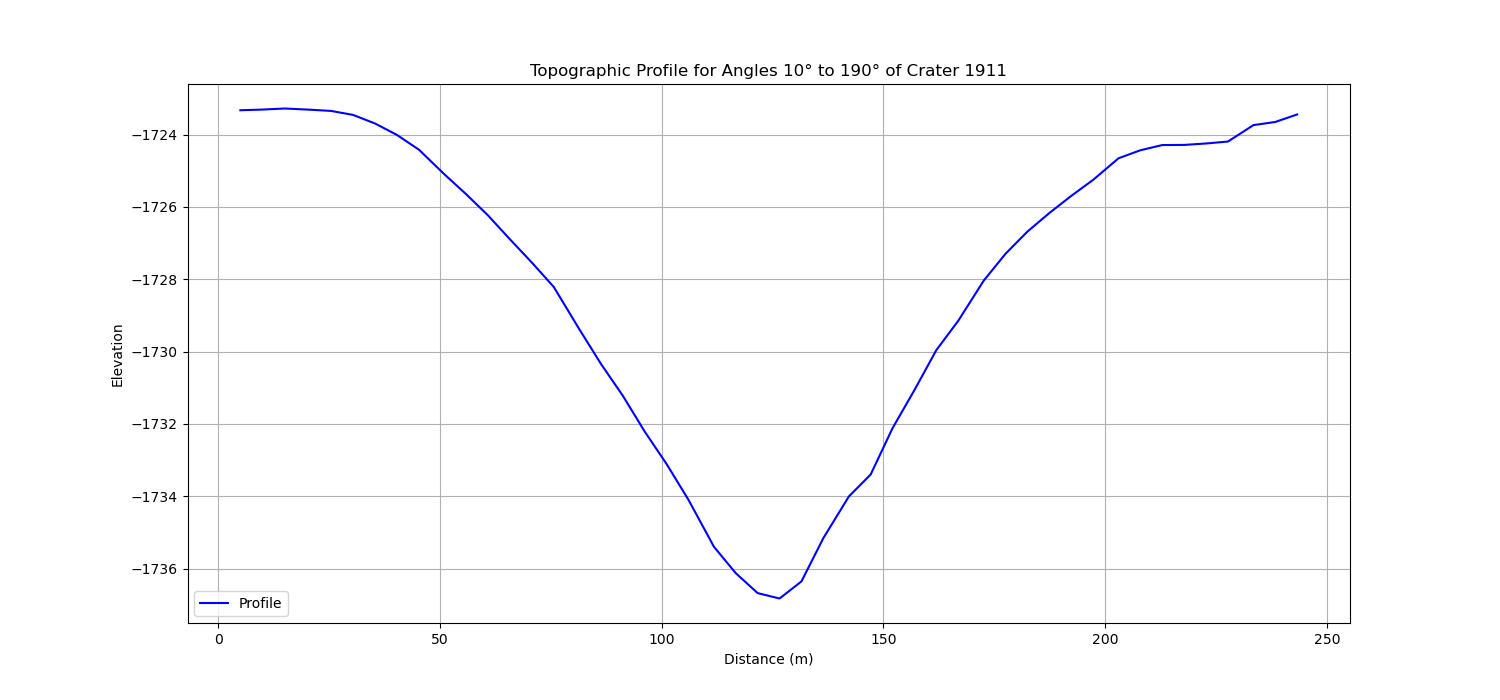 Topographic Profile for Angles 10° to 190° of Crater 1911
Elevation
−1724
−1726
−1728
−1730
−1732
−1734
−1736
Profile
0 50 100 150 200 250
Distance (m)